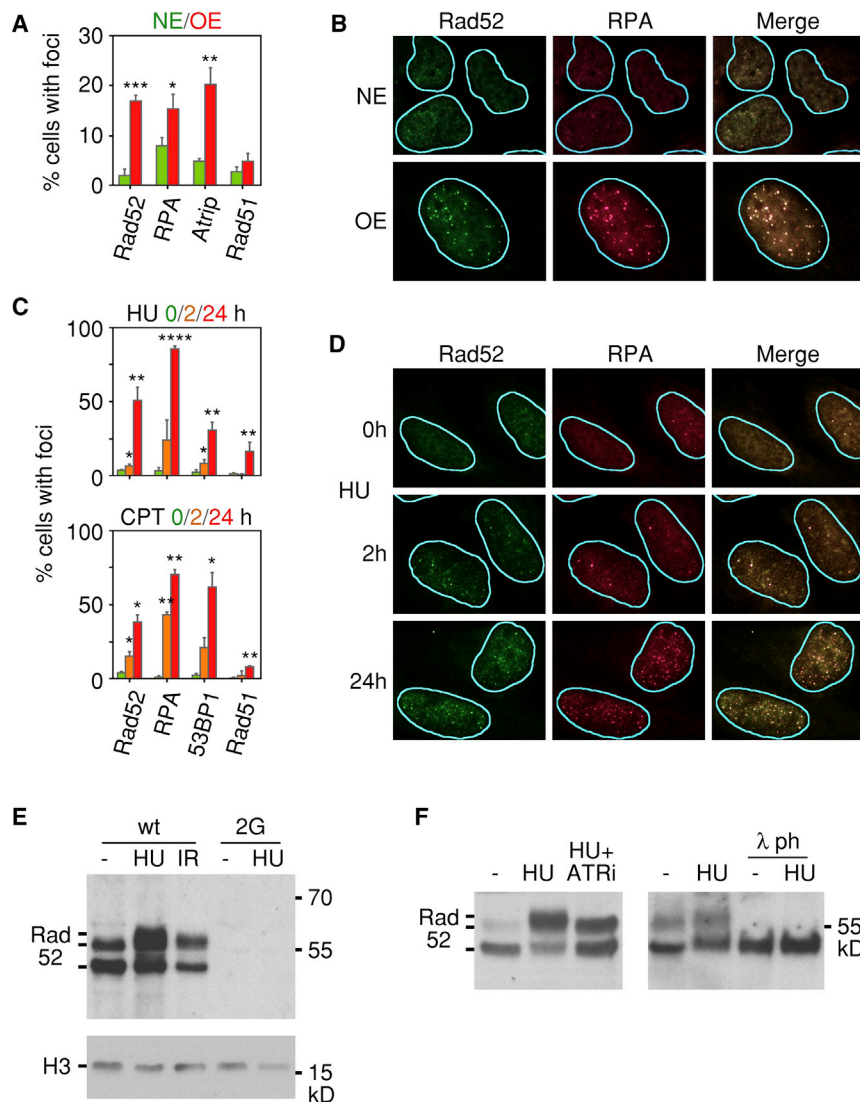 A
NE/OE
% cells with foci
30
20
10
0
***
*
**
Rad52
RPA
Atrip
Rad51
B
Rad52 RPA Merge
NE
OE
C
HU 0/2/24 h
% cells with foci
100
50
0
* **
****
* **
**
CPT 0/2/24 h
100
50
0
* *
** **
*
**
Rad52
RPA
53BP1
Rad51
D
Rad52 RPA Merge
HU
0h
2h
24h
E
wt 2G
- HU IR - HU
Rad
52
70
55
H3
15
kD
F
- HU HU+
ATRi
Rad
52
λ ph
- HU - HU
55
kD